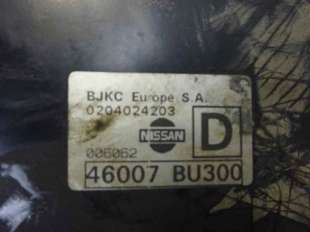 BJKC Europe S.A.
0204024203
NISSAN
D
006062
46007 BU300